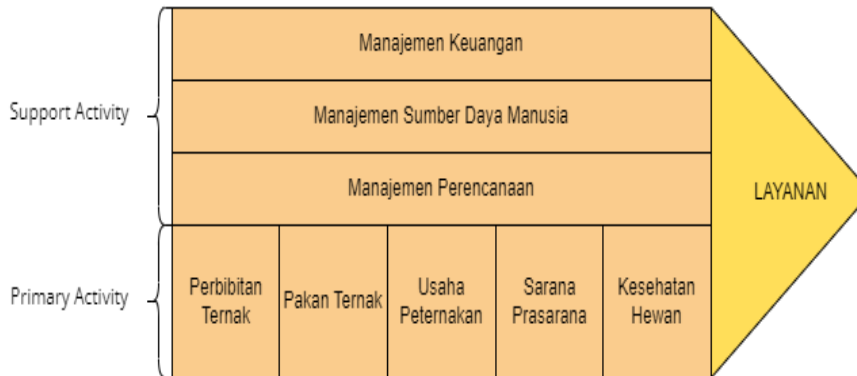 Manajemen Keuangan
Support Activity
Manajemen Sumber Daya Manusia
Manajemen Perencanaan
LAYANAN
Primary Activity
Perbibitan
Ternak
Pakan Ternak
Usaha
Peternakan
Sarana
Prasarana
Kesehatan
Hewan